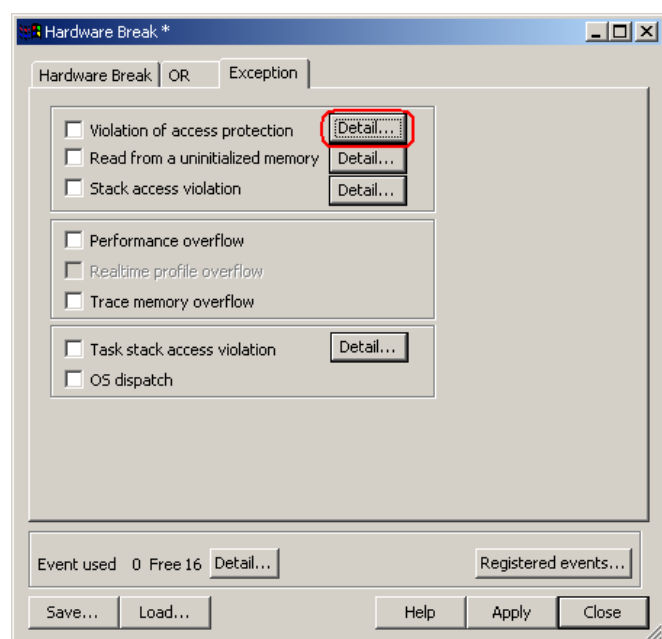 Hardware Break *
Hardware Break OR Exception
Violation of access protection Detail...
Read from a uninitialized memory Detail...
Stack access violation Detail...
Performance overflow
Realtime profile overflow
Trace memory overflow
Task stack access violation Detail...
OS dispatch
Event used 0 Free 16 Detail... Registered events...
Save... Load... Help Apply Close